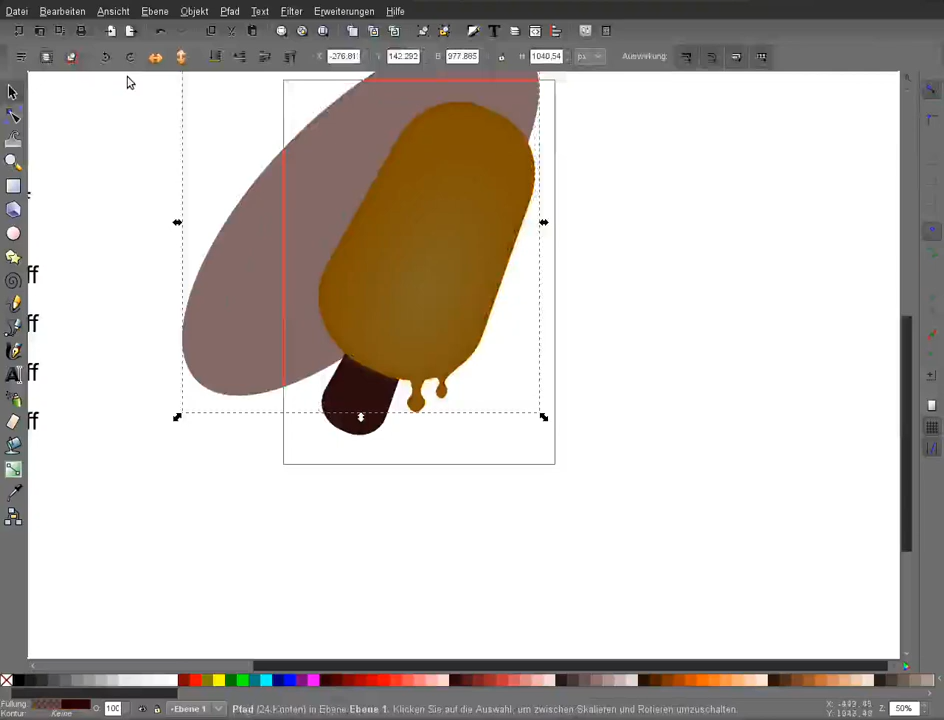 Datei Bearbeiten Ansicht Ebene Objekt Pfad Text Filter Erweiterungen Hilfe
X -276,811 Y 142,292 B 977,865 H 1040,54 px Auswirkung:
ff
ff
ff
ff
Füllung O: 100 Ebene 1 Pfad (24 Knoten) in Ebene Ebene 1. Klicken Sie auf die Auswahl, um zwischen Skalieren und Rotieren umzuschalten. Z: 50%
Kontur: Keine